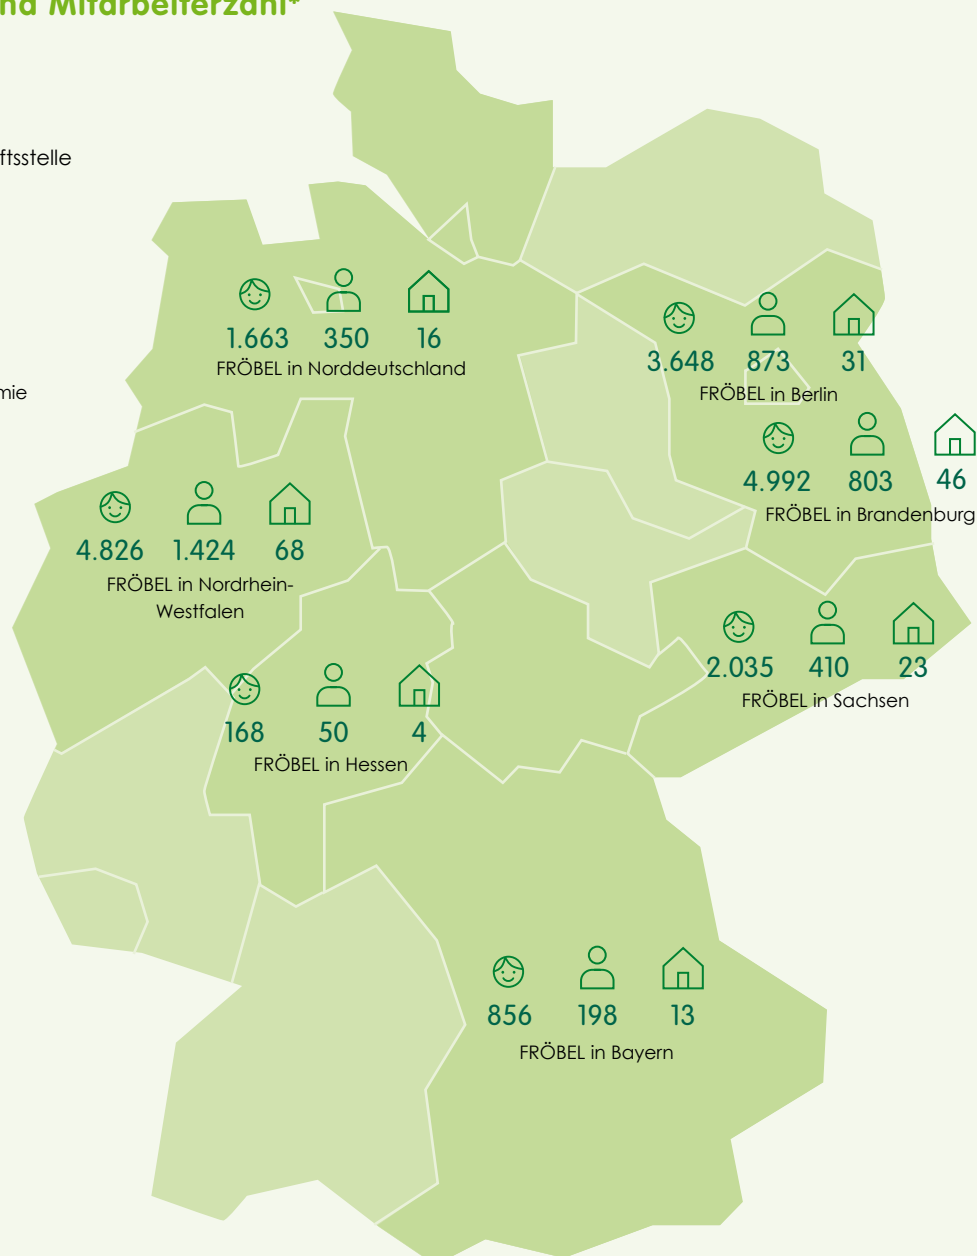 Mitarbeiterzahl*
1.663 350 16
FRÖBEL in Norddeutschland
3.648 873 31
FRÖBEL in Berlin
4.992 803 46
FRÖBEL in Brandenburg
4.826 1.424 68
FRÖBEL in Nordrhein-
Westfalen
2.035 410 23
FRÖBEL in Sachsen
168 50 4
FRÖBEL in Hessen
856 198 13
FRÖBEL in Bayern